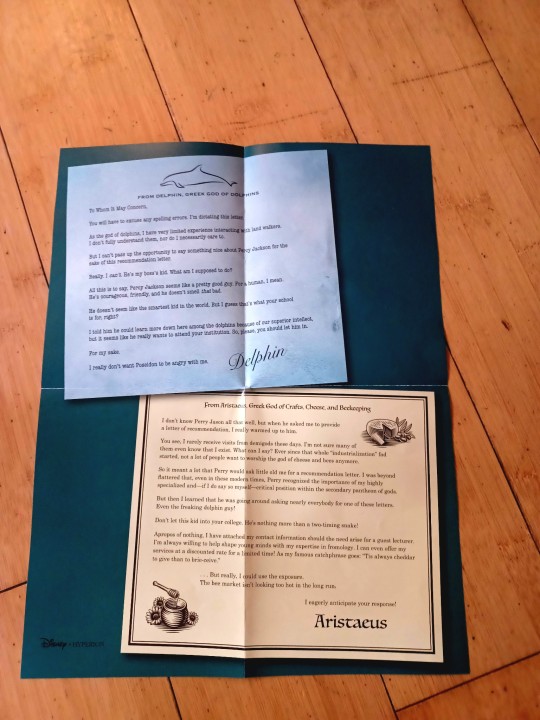 FROM DELPHIN, GREEK GOD OF DOLPHINS
To Whom It May Concern,
You will have to excuse any spelling errors. I'm dictating this letter.
As the god of dolphins, I have very limited experience interacting with land walkers.
I don't fully understand them, nor do I necessarily care to.
But I can't pass up the opportunity to say something nice about Percy Jackson for the
sake of this recommendation letter.
Really. I can't. He's my boss's kid. What am I supposed to do?
All this is to say, Percy Jackson seems like a pretty good guy. For a human, I mean.
He's courageous, friendly, and he doesn't smell that bad.
He doesn't seem like the smartest kid in the world, But I guess that's what your school
is for, right?
I told him he could learn more down here among the dolphins because of our superior intellect,
but it seems like he really wants to attend your institution. So, please, you should let him in.
For my sake.
I really don't want Poseidon to be angry with me.
Delphin
From Aristaeus, Greek God of Crafts, Cheese, and Beekeeping
I don't know Percy Jaxon all that well, but when he asked me to provide
a letter of recommendation, I really warmed up to him.
You see, I rarely receive visits from demigods these days. I'm not sure many of
them even know that I exist. What can I say? Ever since that whole "industrialization" fad
started, not a lot of people want to worship the god of cheese and bees anymore.
So it meant a lot that Percy would ask little old me for a recommendation letter. I was beyond
flattered that, even in these modern times, Percy recognized the importance of my highly
specialized and—if I do say so myself—critical position within the secondary pantheon of gods.
But then I learned that he was going around asking nearly everybody for one of these letters.
Even the freaking dolphin guy!
Don't let this kid into your college. He's nothing more than a two-timing snake!
Apropos of nothing, I have attached my contact information should the need arise for a guest lecturer.
I'm always willing to help shape young minds with my expertise in fromology. I can even offer my
services at a discounted rate for a limited time! As my famous catchphrase goes: "Tis always cheddar
to give than to brie-ceive."
. . . But really, I could use the exposure.
The bee market isn't looking too hot in the long run.
I eagerly anticipate your response!
Aristaeus
Disney • HYPERION